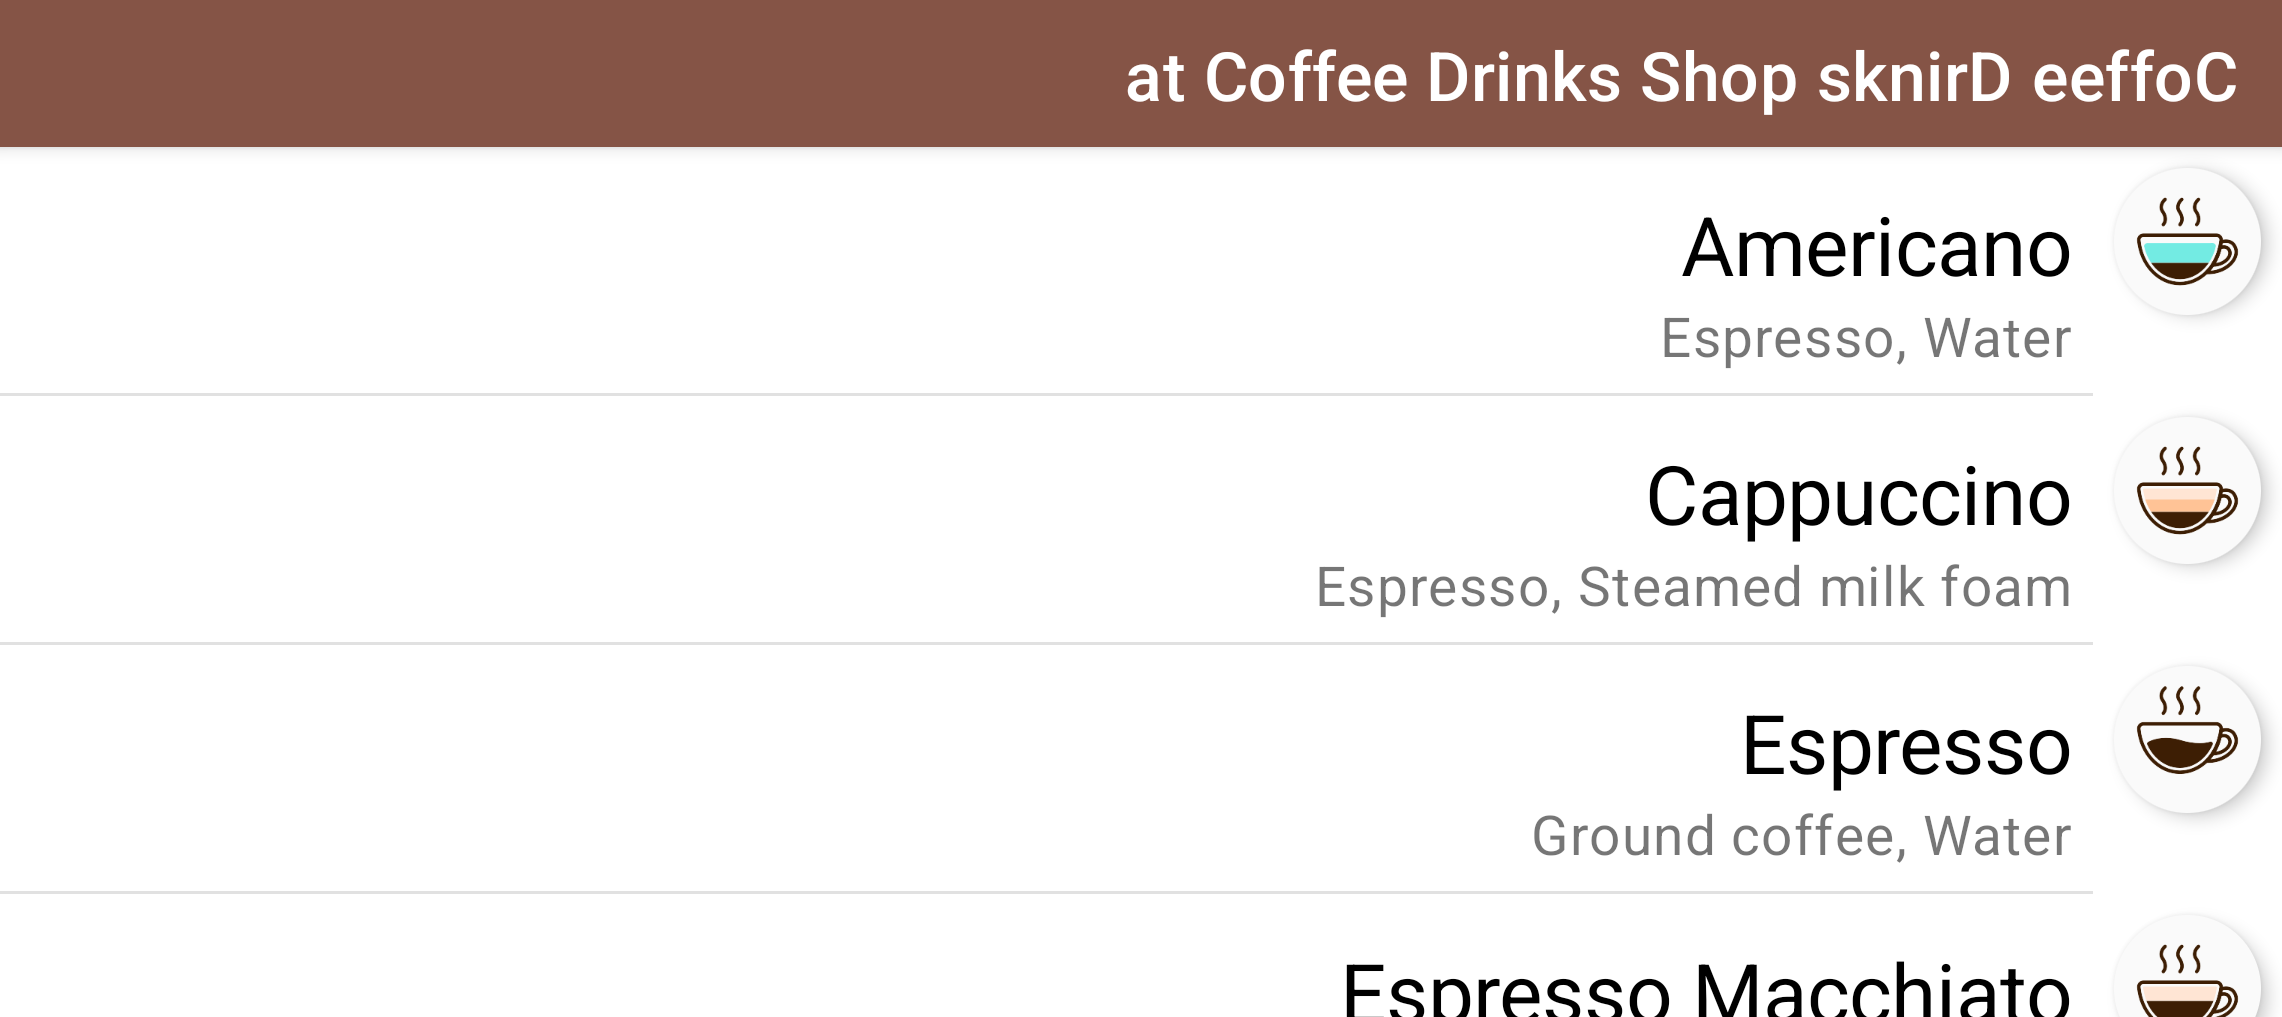 at Coffee Drinks Shop sknirD eeffoC
Americano
Espresso, Water
Cappuccino
Espresso, Steamed milk foam
Espresso
Ground coffee, Water
Espresso Macchiato